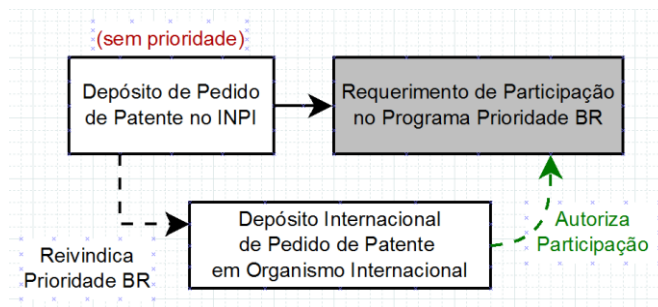 (sem prioridade)
Depósito de Pedido
de Patente no INPI
Requerimento de Participação
no Programa Prioridade BR
Depósito Internacional
de Pedido de Patente
em Organismo Internacional
Reivindica
Prioridade BR
Autoriza
Participação